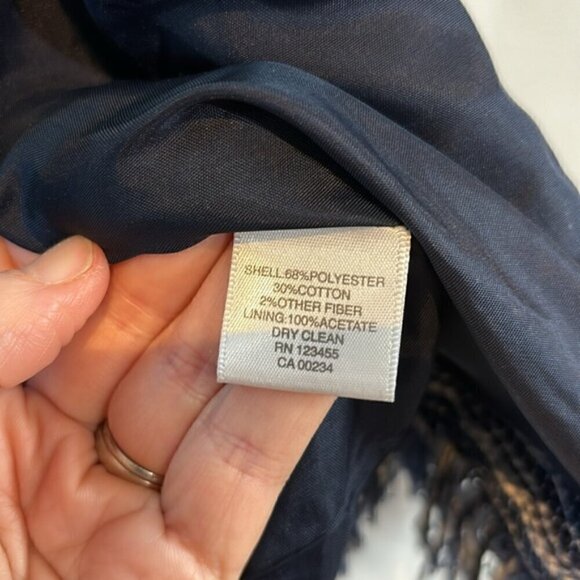 SHELL:68%POLYESTER
30%COTTON
2%OTHER FIBER
LINING:100%ACETATE
DRY CLEAN
RN 123455
CA 00234